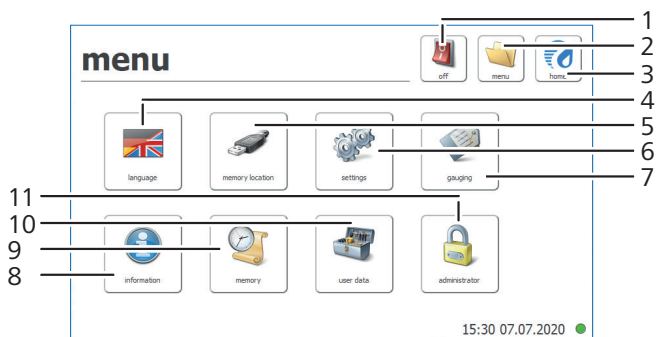 1
menu
2
off
menu
home
3
4
5
6
language
memory location
settings
gauging
7
11
10
9
8
information
memory
user data
administrator
15:30 07.07.2020